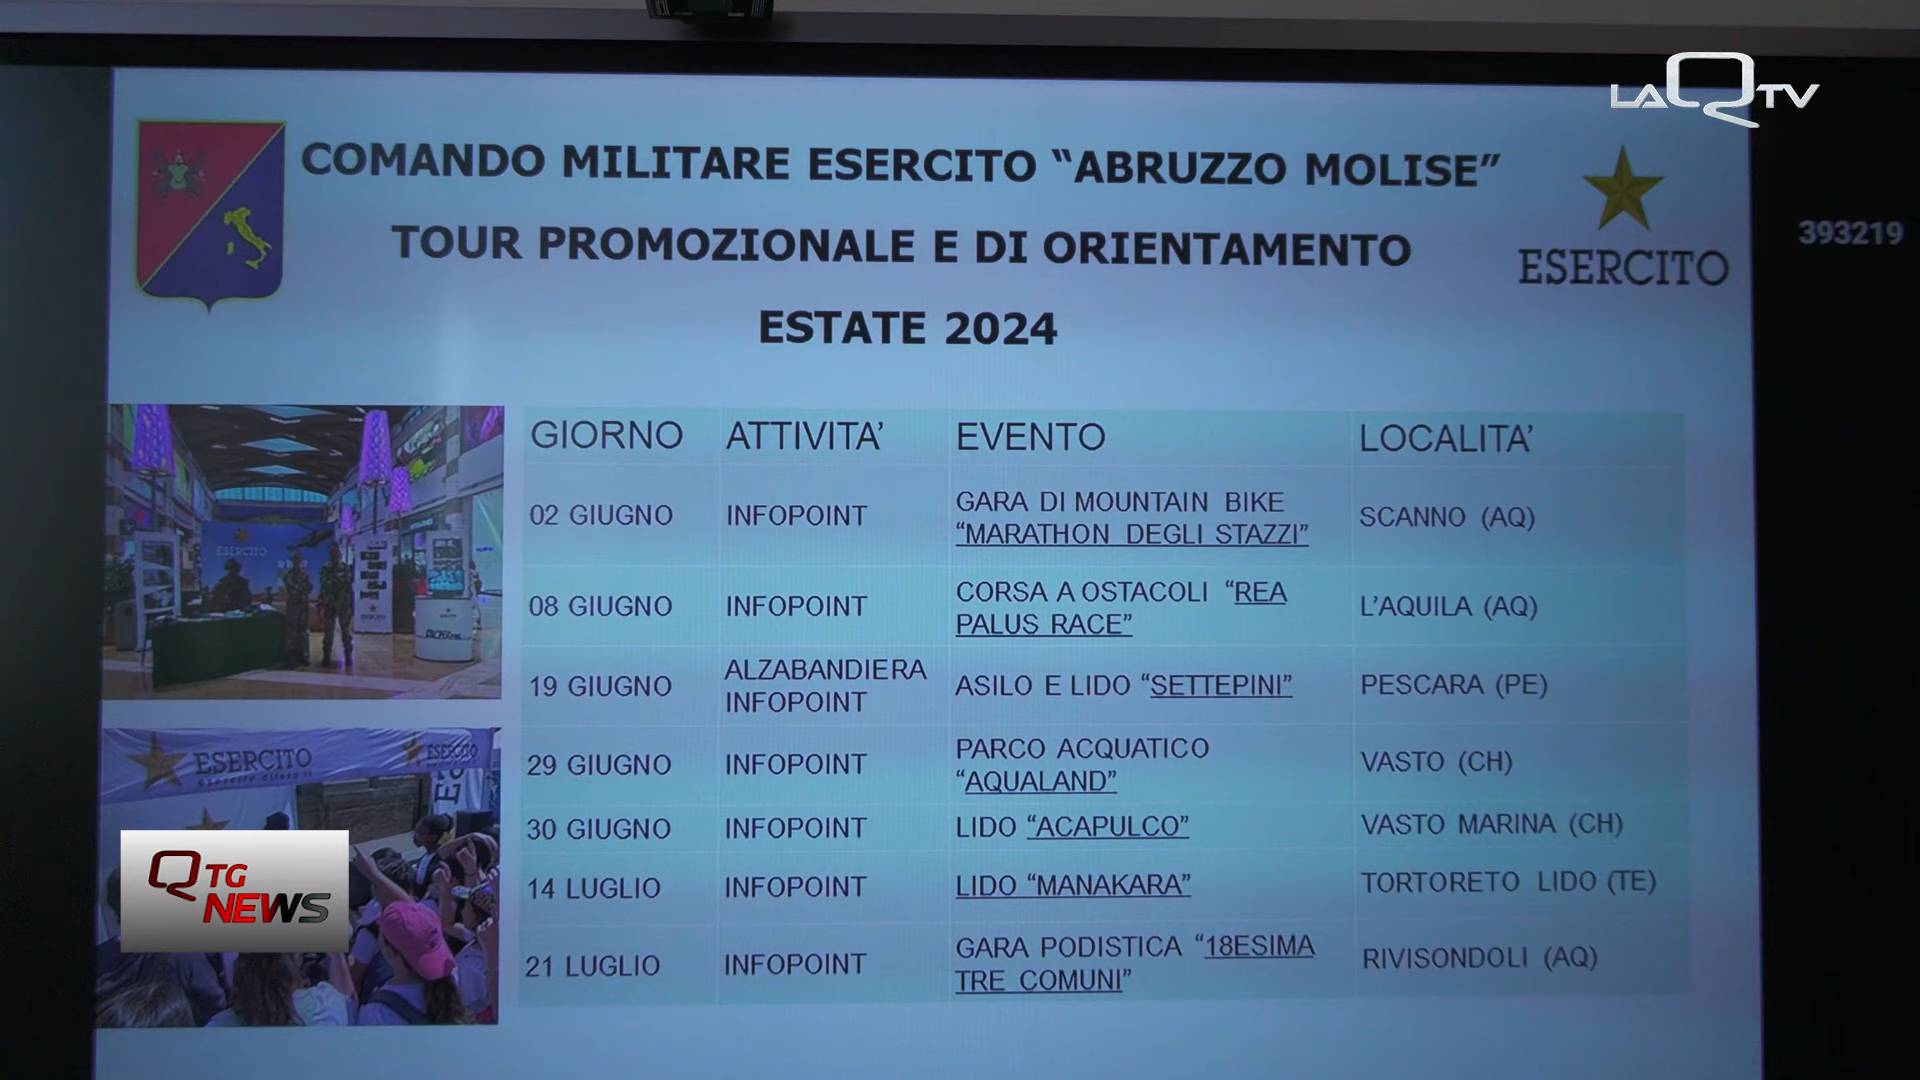 LAQTV
393219
COMANDO MILITARE ESERCITO “ABRUZZO MOLISE”
TOUR PROMOZIONALE E DI ORIENTAMENTO
ESTATE 2024
ESERCITO
GIORNO ATTIVITA’ EVENTO LOCALITA’
02 GIUGNO INFOPOINT GARA DI MOUNTAIN BIKE
“MARATHON DEGLI STAZZI” SCANNO (AQ)
08 GIUGNO INFOPOINT CORSA A OSTACOLI “REA
PALUS RACE” L’AQUILA (AQ)
19 GIUGNO ALZABANDIERA
INFOPOINT ASILO E LIDO “SETTEPINI” PESCARA (PE)
29 GIUGNO INFOPOINT PARCO ACQUATICO
“AQUALAND” VASTO (CH)
30 GIUGNO INFOPOINT LIDO “ACAPULCO” VASTO MARINA (CH)
14 LUGLIO INFOPOINT LIDO “MANAKARA” TORTORETO LIDO (TE)
21 LUGLIO INFOPOINT GARA PODISTICA “18ESIMA
TRE COMUNI” RIVISONDOLI (AQ)
ESERCITO
ESERCITO
ESERCITO
Q TG
NEWS